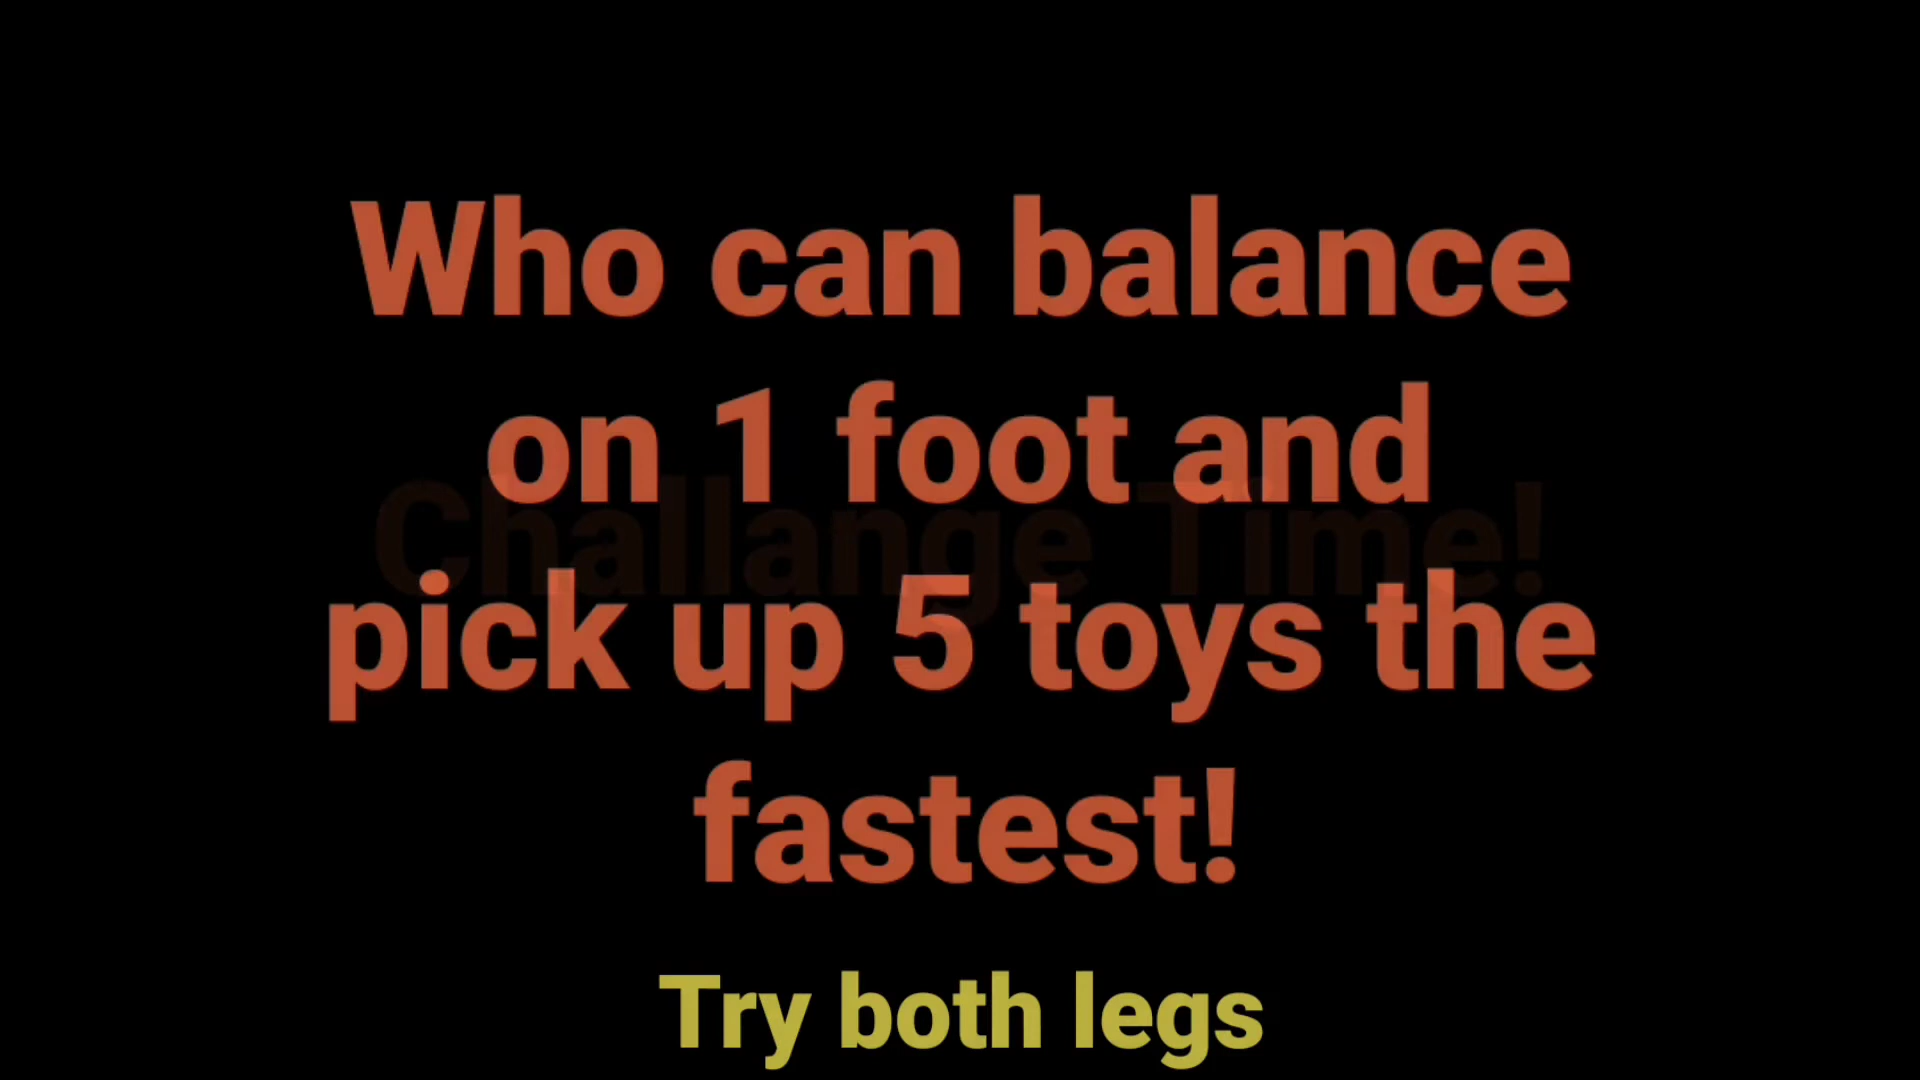 Who can balance
on 1 foot and
Challange Time!
pick up 5 toys the
fastest!
Try both legs